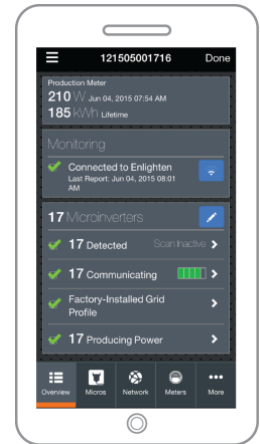 121505001716 Done
Production Meter
210 W Jun 04, 2015 07:54 AM
185 kWh Lifetime
Monitoring
Connected to Enlighten
Last Report: Jun 04, 2015 08:01
AM
17 Microinverters
17 Detected Scan Inactive
17 Communicating
Factory-Installed Grid
Profile
17 Producing Power
Overview Micros Network Meters More